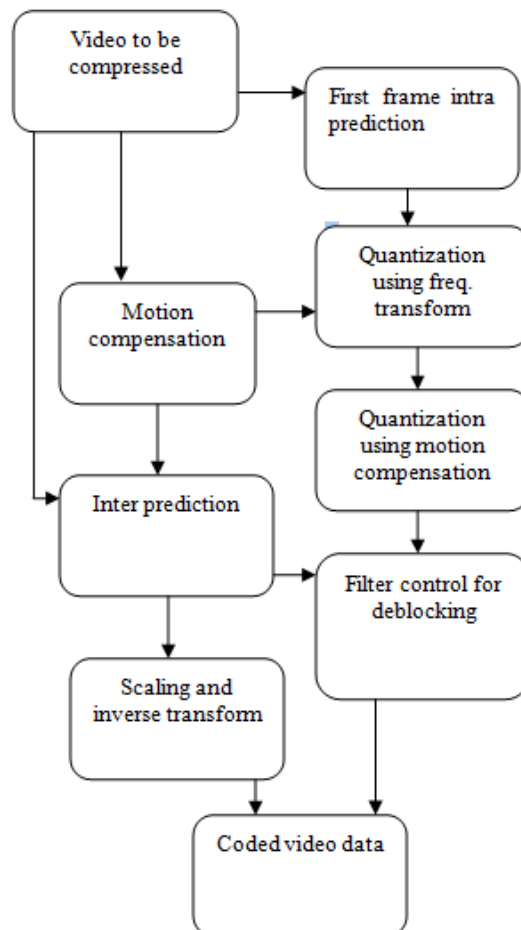 Video to be
compressed
First frame intra
prediction
Quantization
using freq.
transform
Motion
compensation
Quantization
using motion
compensation
Inter prediction
Filter control for
deblocking
Scaling and
inverse transform
Coded video data